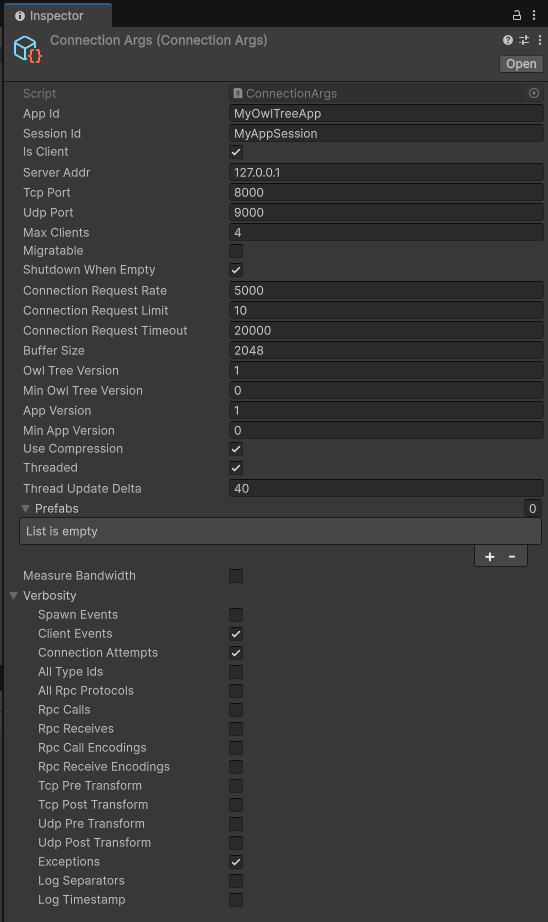 Inspector
Connection Args (Connection Args)
Open
Script ConnectionArgs
App Id MyOwlTreeApp
Session Id MyAppSession
Is Client
Server Addr 127.0.0.1
Tcp Port 8000
Udp Port 9000
Max Clients 4
Migratable
Shutdown When Empty
Connection Request Rate 5000
Connection Request Limit 10
Connection Request Timeout 20000
Buffer Size 2048
Owl Tree Version 1
Min Owl Tree Version 0
App Version 1
Min App Version 0
Use Compression
Threaded
Thread Update Delta 40
Prefabs 0
List is empty
+ -
Measure Bandwidth
Verbosity
Spawn Events
Client Events
Connection Attempts
All Type Ids
All Rpc Protocols
Rpc Calls
Rpc Receives
Rpc Call Encodings
Rpc Receive Encodings
Tcp Pre Transform
Tcp Post Transform
Udp Pre Transform
Udp Post Transform
Exceptions
Log Separators
Log Timestamp